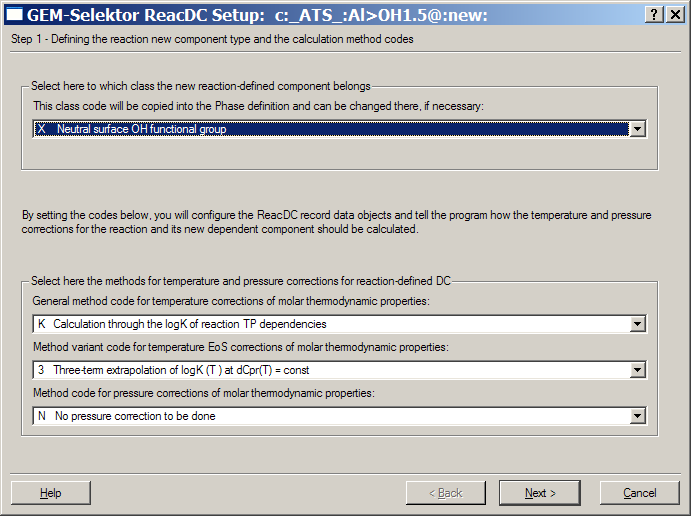 GEM-Selektor ReacDC Setup:  c:_ATS_:Al>OH1.5@:new:
Step 1 - Defining the reaction new component type and the calculation method codes
Select here to which class the new reaction-defined component belongs
This class code will be copied into the Phase definition and can be changed there, if necessary:
X Neutral surface OH functional group
By setting the codes below, you will configure the ReacDC record data objects and tell the program how the temperature and pressure
corrections for the reaction and its new dependent component should be calculated.
Select here the methods for temperature and pressure corrections for reaction-defined DC
General method code for temperature corrections of molar thermodynamic properties:
K Calculation through the logK of reaction TP dependencies
Method variant code for temperature EoS corrections of molar thermodynamic properties:
3 Three-term extrapolation of logK (T ) at dCpr(T) = const
Method code for pressure corrections of molar thermodynamic properties:
N No pressure correction to be done
Help
< Back
Next >
Cancel